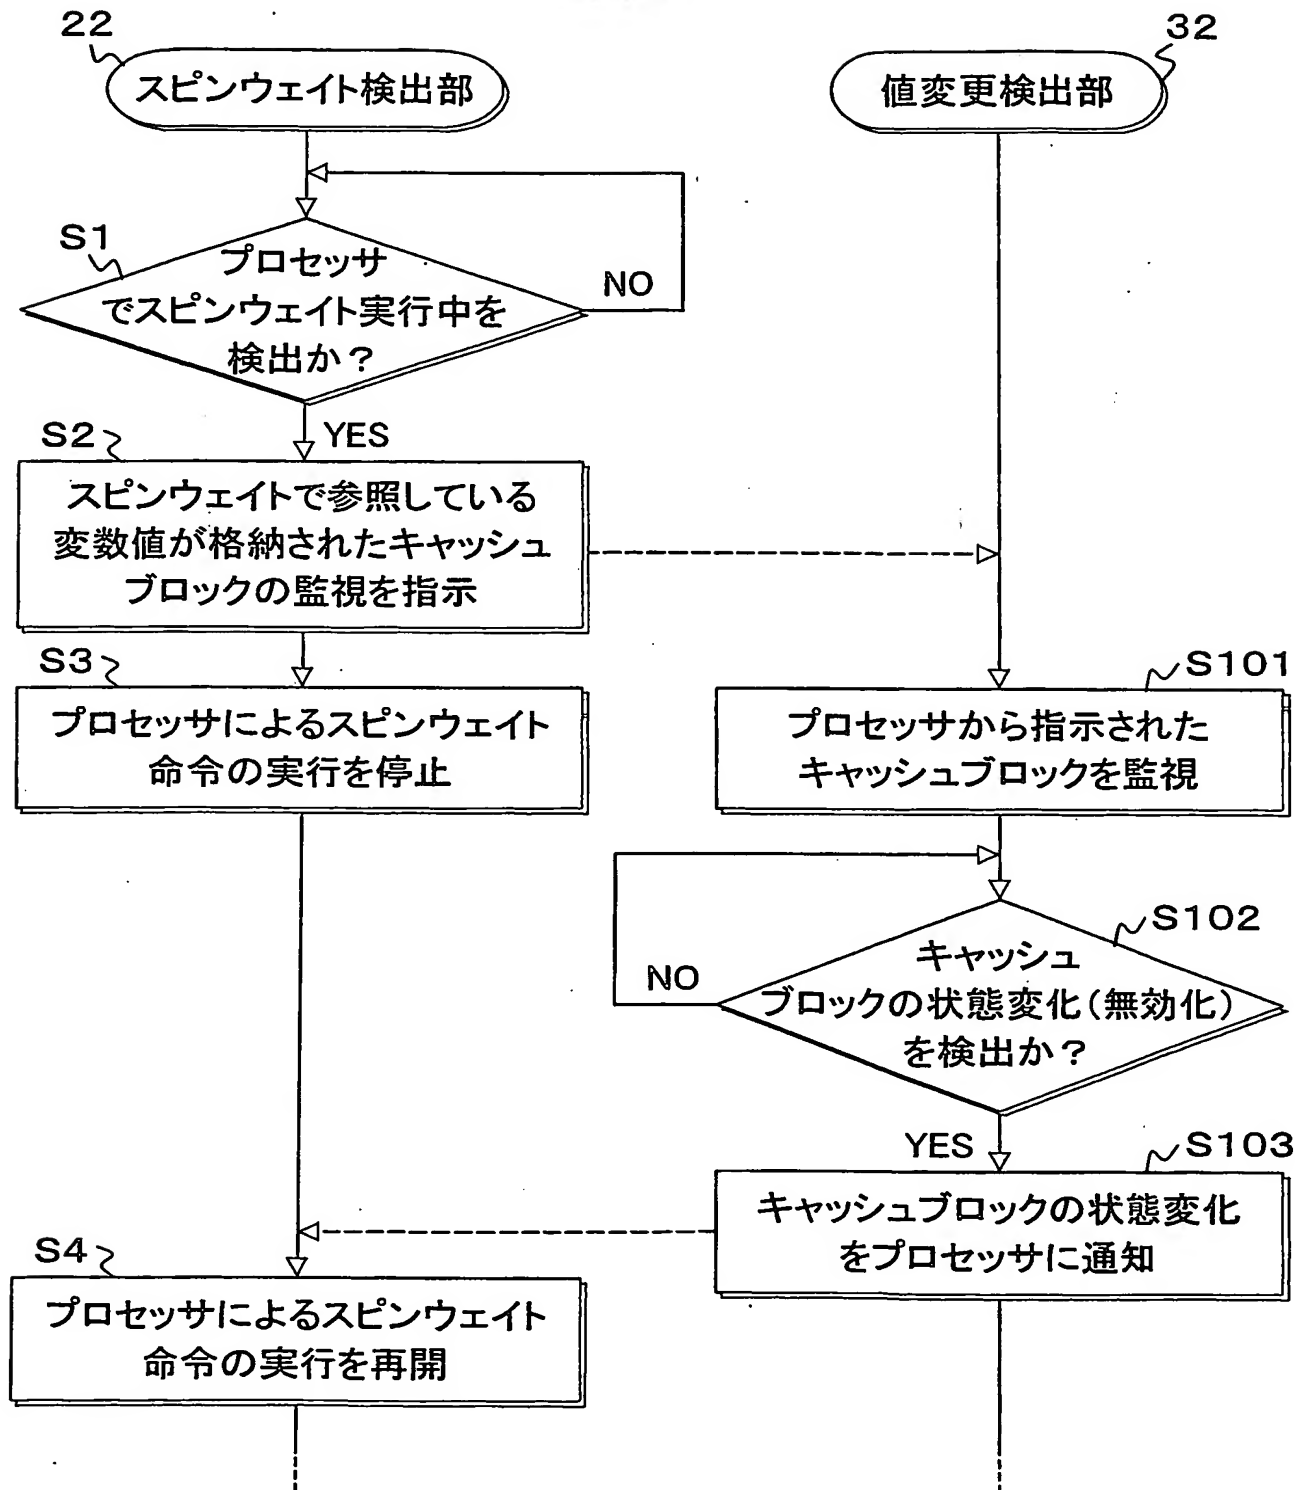 22
スピンウェイト検出部
32
値変更検出部
S1
プロセッサ
でスピンウェイト実行中を
検出か?
NO
YES
S2
スピンウェイトで参照している
変数値が格納されたキャッシュ
ブロックの監視を指示
S3
プロセッサによるスピンウェイト
命令の実行を停止
S101
プロセッサから指示された
キャッシュブロックを監視
S102
キャッシュ
ブロックの状態変化(無効化)
を検出か?
NO
YES
S103
キャッシュブロックの状態変化
をプロセッサに通知
S4
プロセッサによるスピンウェイト
命令の実行を再開